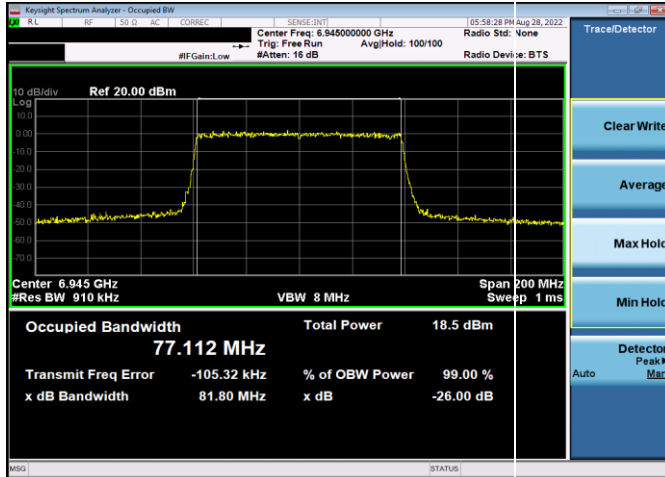 Keysight Spectrum Analyzer - Occupied BW
RL RF 50 Ω AC CORREC SENSE:INT 05:58:28 PM Aug 28, 2022
Center Freq: 6.945000000 GHz Radio Std: None
Trig: Free Run Avg|Hold: 100/100
#IFGain:Low #Atten: 16 dB Radio Device: BTS
10 dB/div Ref 20.00 dBm
Log
10.0
0.00
-10.0
-20.0
-30.0
-40.0
-50.0
-60.0
-70.0
Center 6.945 GHz Span 200 MHz
#Res BW 910 kHz VBW 8 MHz Sweep 1 ms
Occupied Bandwidth Total Power 18.5 dBm
77.112 MHz
Transmit Freq Error -105.32 kHz % of OBW Power 99.00 %
x dB Bandwidth 81.80 MHz x dB -26.00 dB
MSG STATUS
Trace/Detector
Clear Write
Average
Max Hold
Min Hold
Detector
Peak
Auto Man